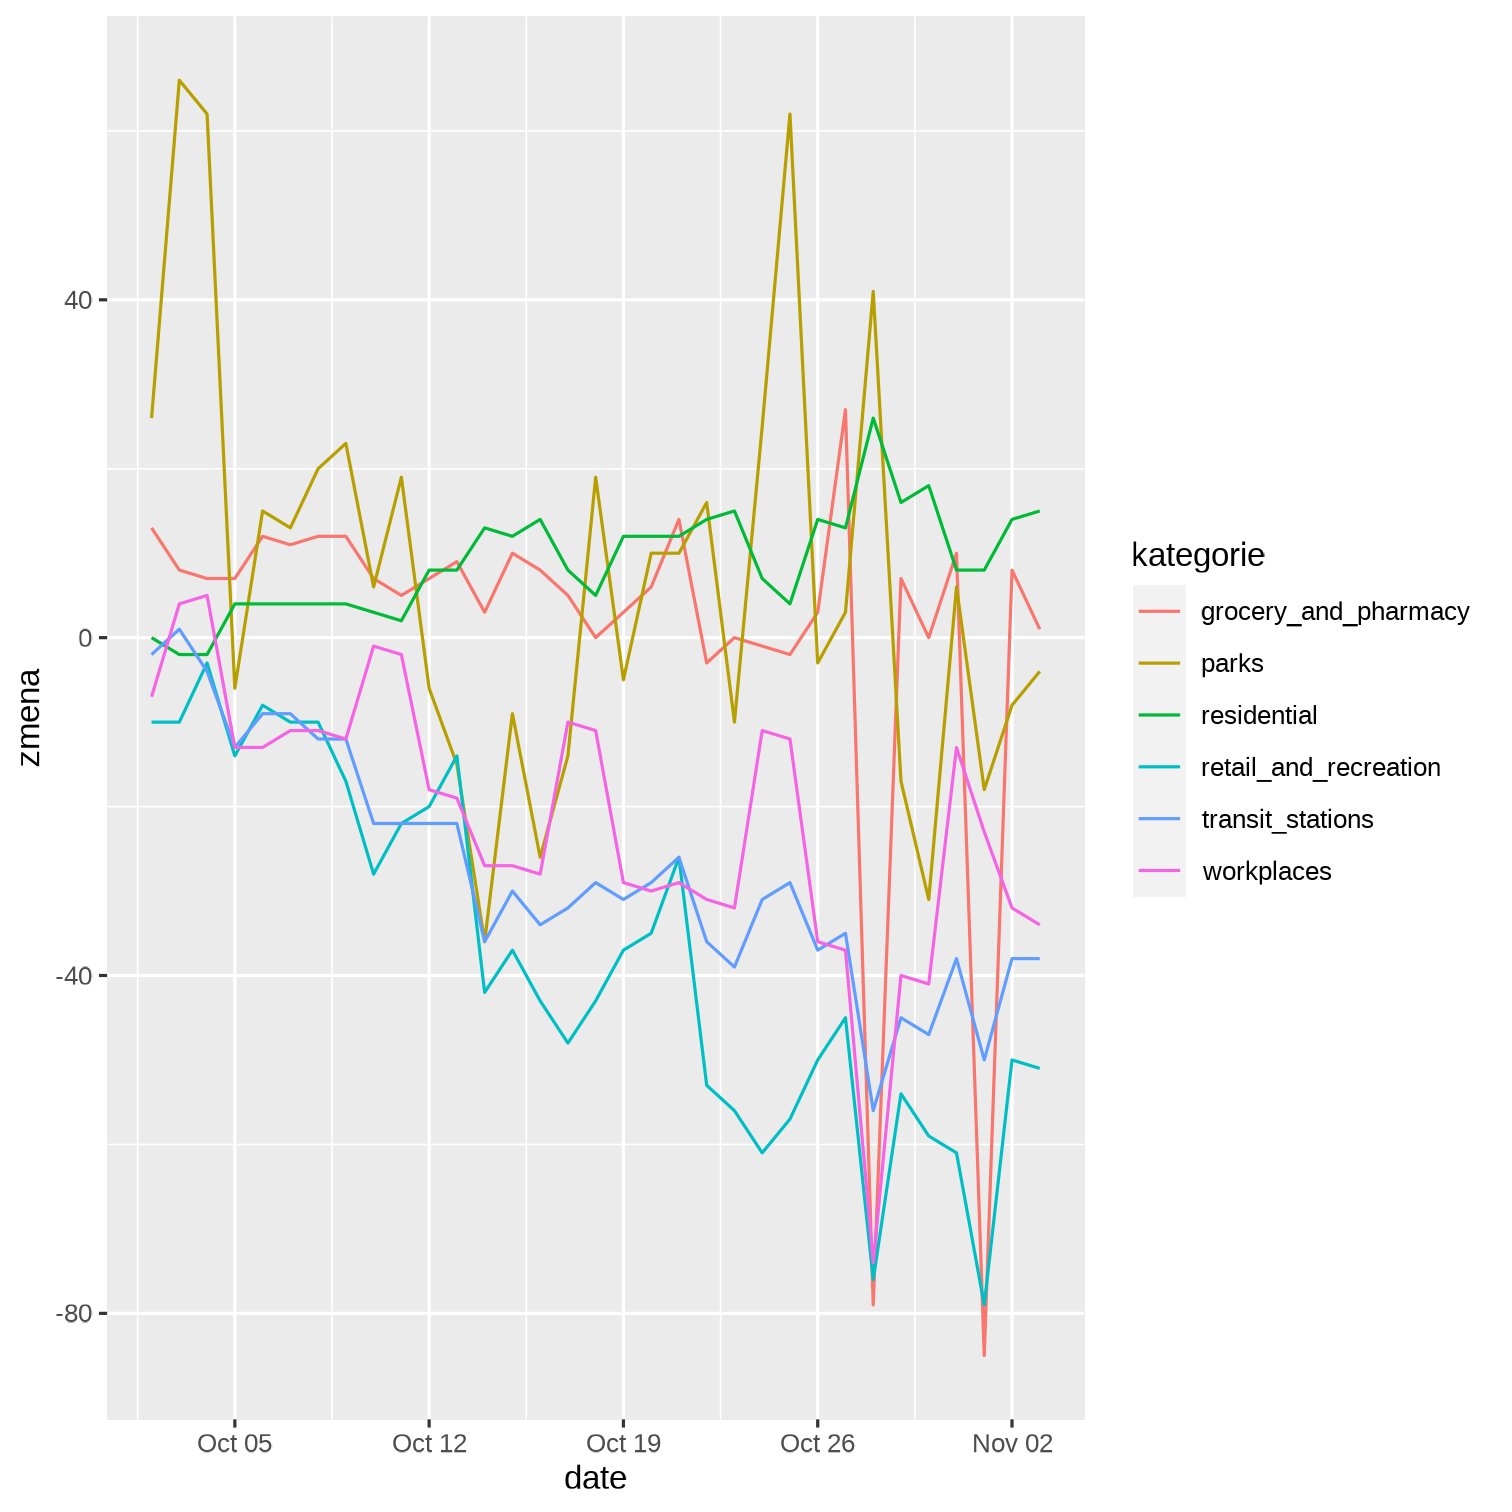 40
0
-40
-80
zmena
Oct 05
Oct 12
Oct 19
Oct 26
Nov 02
date
kategorie
grocery_and_pharmacy
parks
residential
retail_and_recreation
transit_stations
workplaces